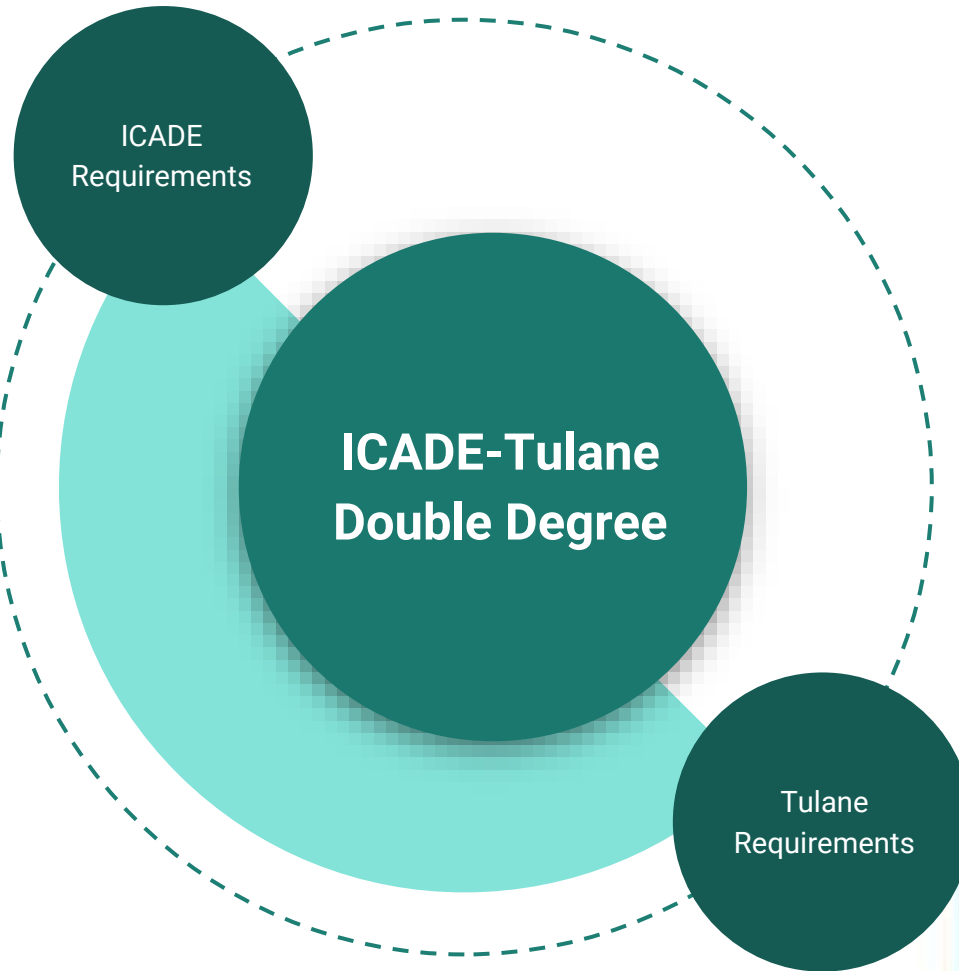 ICADE
Requirements
ICADE-Tulane
Double Degree
Tulane
Requirements